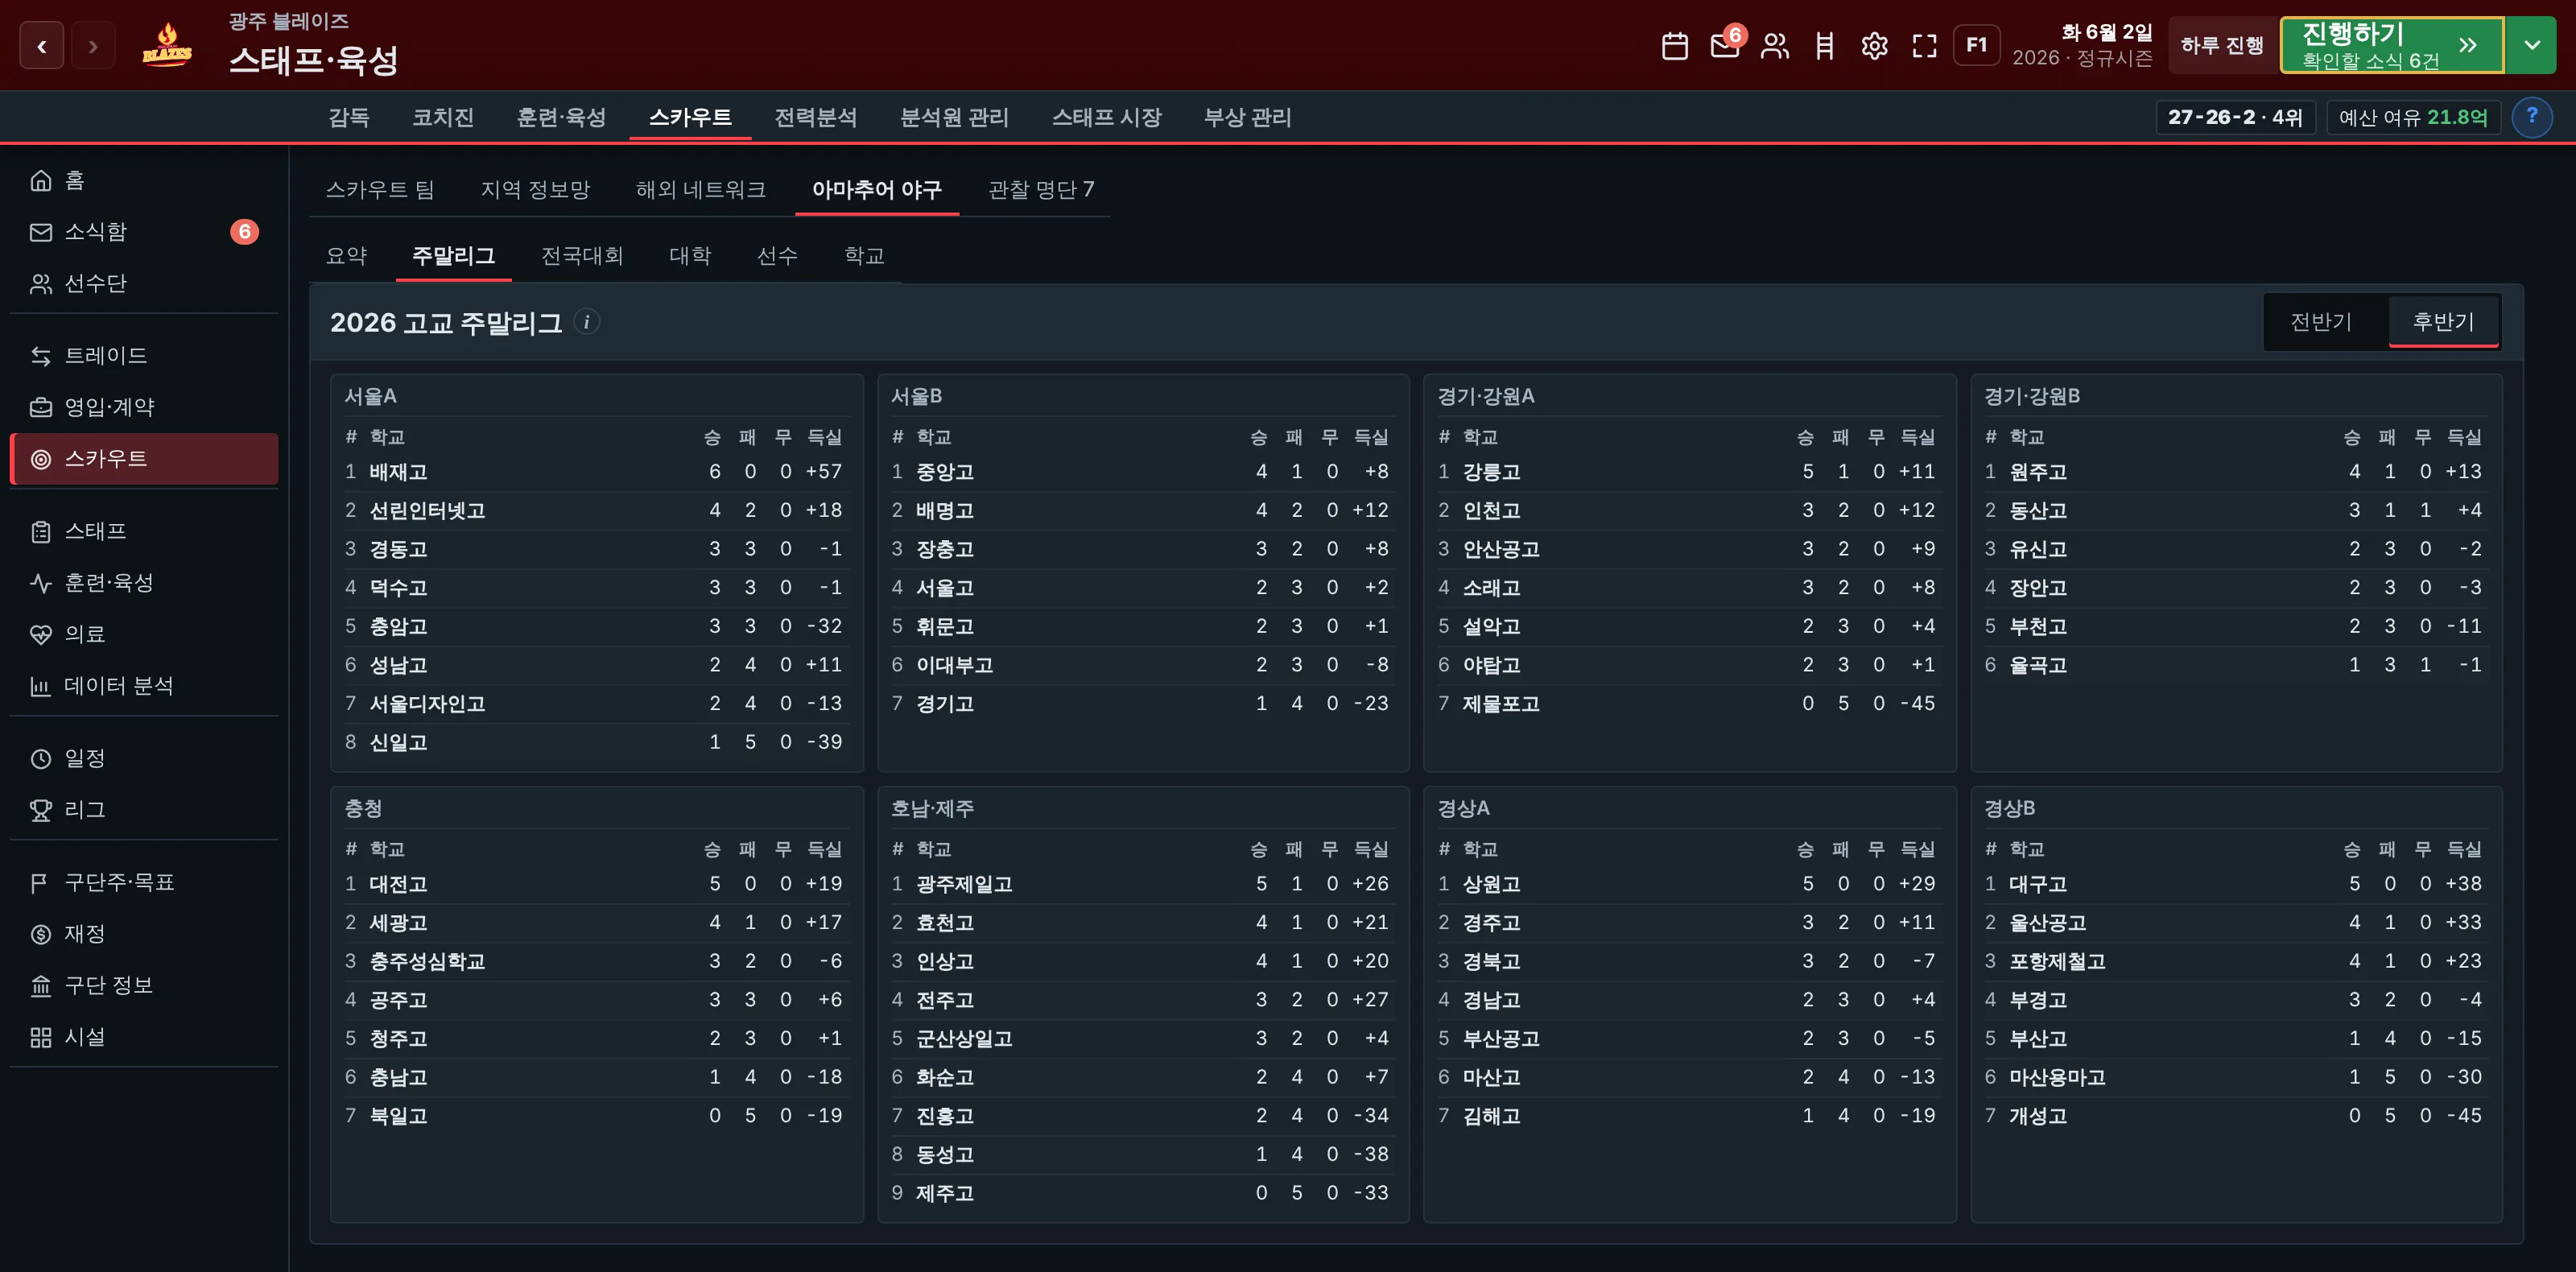 광주 블레이즈
스태프·육성
BLAZES
6
F1
화 6월 2일
2026 · 정규시즌
하루 진행
진행하기
확인할 소식 6건
감독 코치진 훈련·육성 스카우트 전력분석 분석원 관리 스태프 시장 부상 관리
27-26-2 · 4위
예산 여유 21.8억
?
홈
소식함 6
선수단
트레이드
영입·계약
스카우트
스태프
훈련·육성
의료
데이터 분석
일정
리그
구단주·목표
재정
구단 정보
시설
스카우트 팀 지역 정보망 해외 네트워크 아마추어 야구 관찰 명단 7
요약 주말리그 전국대회 대학 선수 학교
2026 고교 주말리그 i
전반기 후반기
서울A
# 학교 승 패 무 득실
1 배재고 6 0 0 +57
2 선린인터넷고 4 2 0 +18
3 경동고 3 3 0 -1
4 덕수고 3 3 0 -1
5 충암고 3 3 0 -32
6 성남고 2 4 0 +11
7 서울디자인고 2 4 0 -13
8 신일고 1 5 0 -39
서울B
# 학교 승 패 무 득실
1 중앙고 4 1 0 +8
2 배명고 4 2 0 +12
3 장충고 3 2 0 +8
4 서울고 2 3 0 +2
5 휘문고 2 3 0 +1
6 이대부고 2 3 0 -8
7 경기고 1 4 0 -23
경기·강원A
# 학교 승 패 무 득실
1 강릉고 5 1 0 +11
2 인천고 3 2 0 +12
3 안산공고 3 2 0 +9
4 소래고 3 2 0 +8
5 설악고 2 3 0 +4
6 야탑고 2 3 0 +1
7 제물포고 0 5 0 -45
경기·강원B
# 학교 승 패 무 득실
1 원주고 4 1 0 +13
2 동산고 3 1 1 +4
3 유신고 2 3 0 -2
4 장안고 2 3 0 -3
5 부천고 2 3 0 -11
6 율곡고 1 3 1 -1
충청
# 학교 승 패 무 득실
1 대전고 5 0 0 +19
2 세광고 4 1 0 +17
3 충주성심학교 3 2 0 -6
4 공주고 3 3 0 +6
5 청주고 2 3 0 +1
6 충남고 1 4 0 -18
7 북일고 0 5 0 -19
호남·제주
# 학교 승 패 무 득실
1 광주제일고 5 1 0 +26
2 효천고 4 1 0 +21
3 인상고 4 1 0 +20
4 전주고 3 2 0 +27
5 군산상일고 3 2 0 +4
6 화순고 2 4 0 +7
7 진흥고 2 4 0 -34
8 동성고 1 4 0 -38
9 제주고 0 5 0 -33
경상A
# 학교 승 패 무 득실
1 상원고 5 0 0 +29
2 경주고 3 2 0 +11
3 경북고 3 2 0 -7
4 경남고 2 3 0 +4
5 부산공고 2 3 0 -5
6 마산고 2 4 0 -13
7 김해고 1 4 0 -19
경상B
# 학교 승 패 무 득실
1 대구고 5 0 0 +38
2 울산공고 4 1 0 +33
3 포항제철고 4 1 0 +23
4 부경고 3 2 0 -4
5 부산고 1 4 0 -15
6 마산용마고 1 5 0 -30
7 개성고 0 5 0 -45